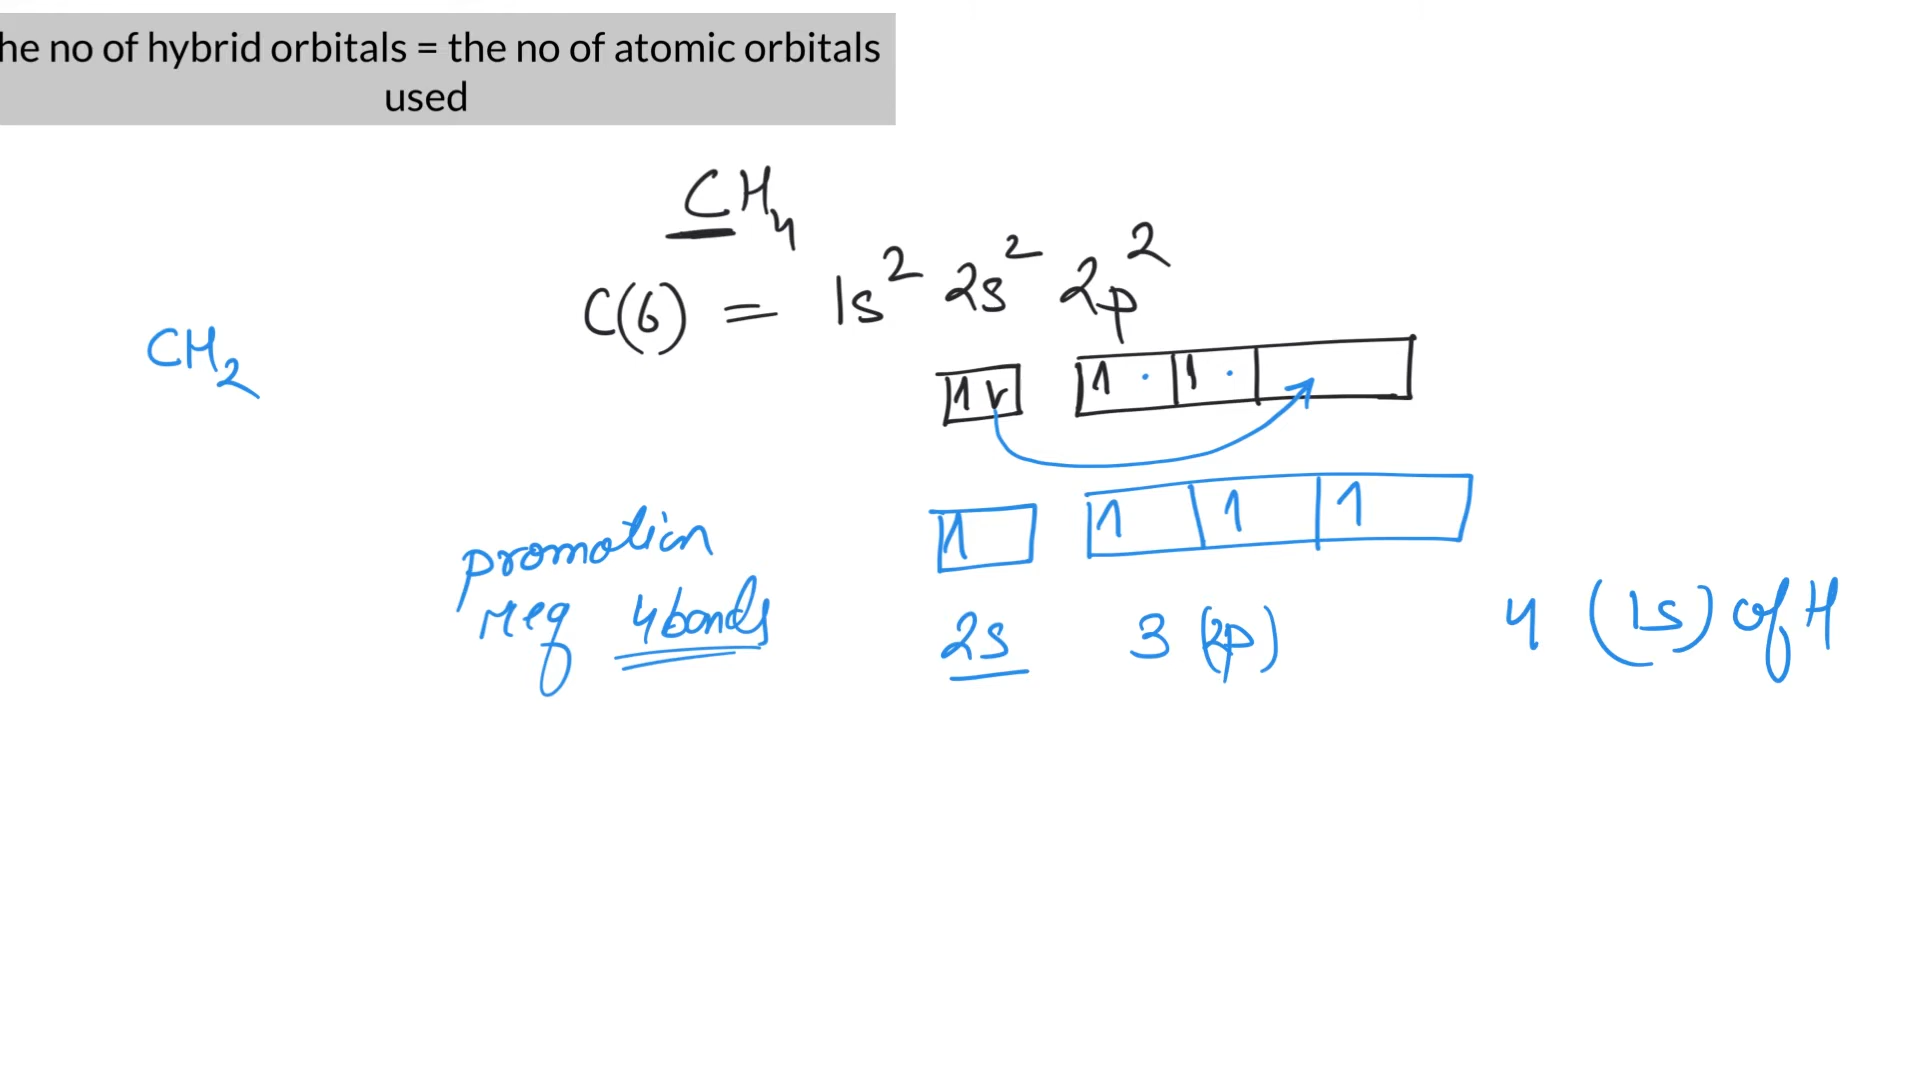 he no of hybrid orbitals = the no of atomic orbitals
used
CH4
C(6) = 1s² 2s² 2p²
CH2
promotion
req 4 bonds
2s 3 (2p) 4 (1s) of H